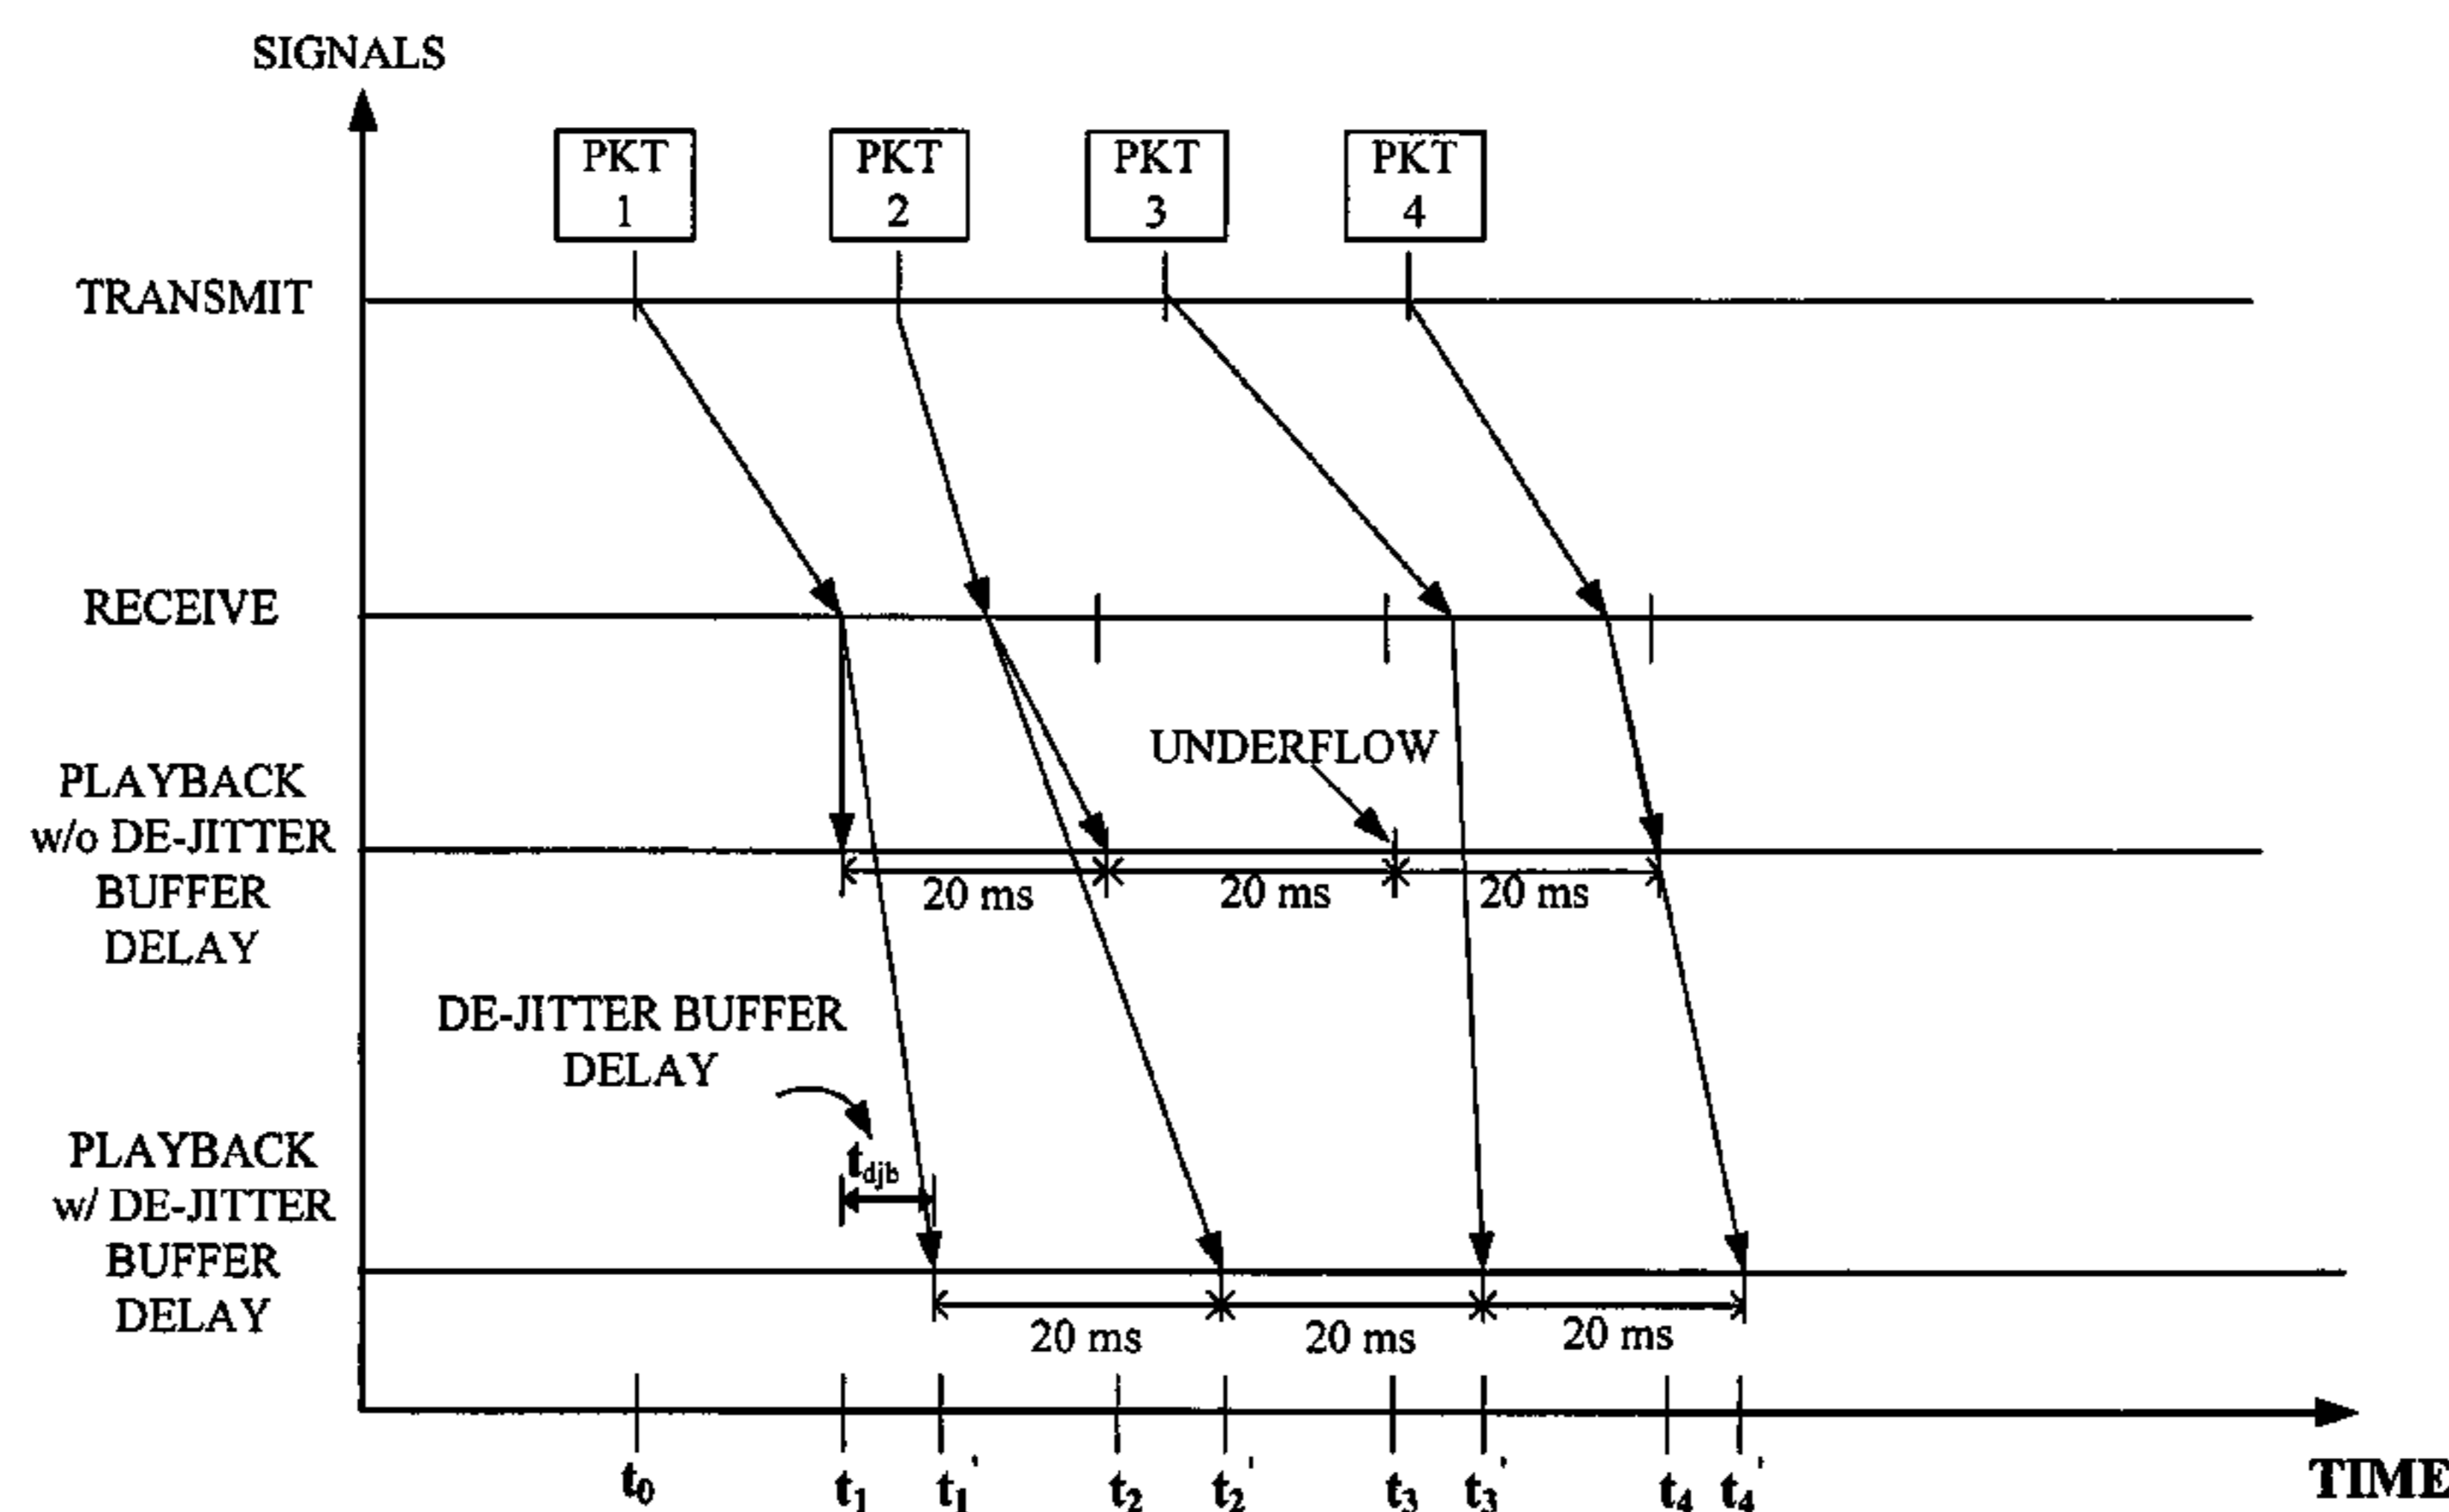 SIGNALS
PKT
1
PKT
2
PKT
3
PKT
4
TRANSMIT
RECEIVE
UNDERFLOW
PLAYBACK
w/o DE-JITTER
BUFFER
DELAY
20 ms
20 ms
20 ms
DE-JITTER BUFFER
DELAY
tdjb
PLAYBACK
w/ DE-JITTER
BUFFER
DELAY
20 ms
20 ms
20 ms
t0 t1 t1' t2 t2' t3 t3' t4 t4'
TIME